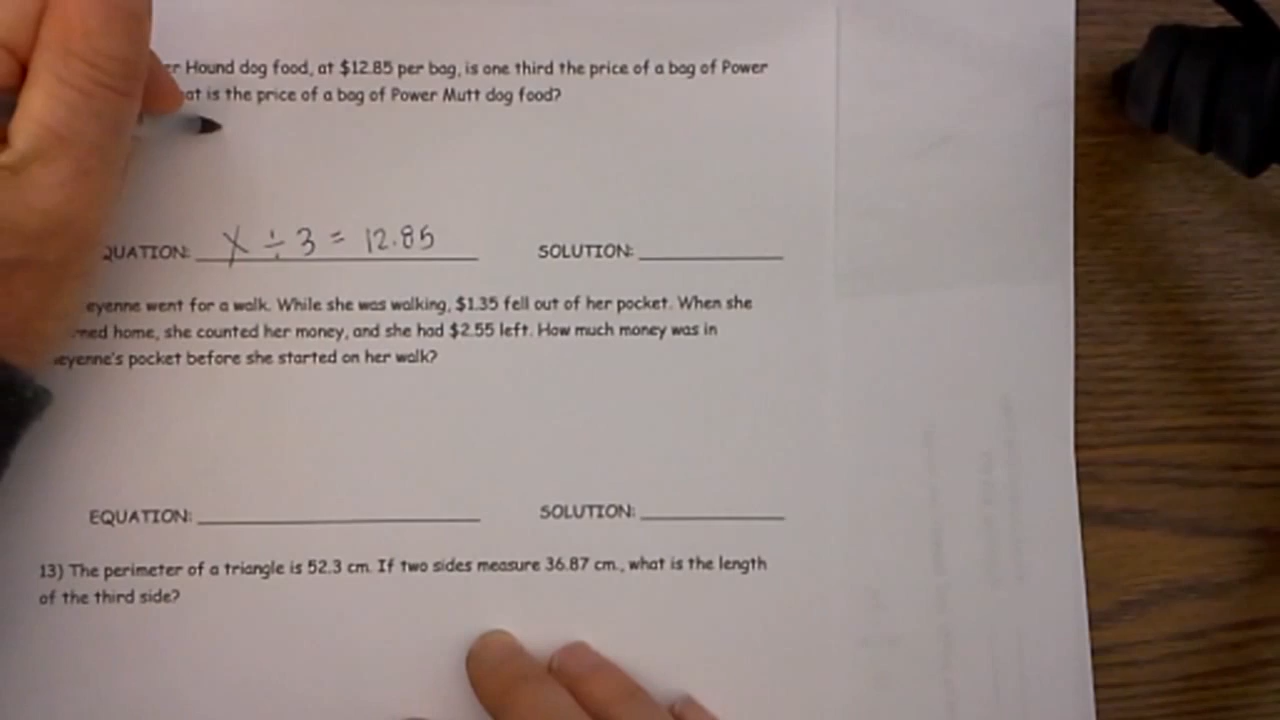 Hound dog food, at $12.85 per bag, is one third the price of a bag of Power
is the price of a bag of Power Mutt dog food?
X ÷ 3 = 12.85
SOLUTION:
went for a walk. While she was walking, $1.35 fell out of her pocket. When she
home, she counted her money, and she had $2.55 left. How much money was in
pocket before she started on her walk?
EQUATION:
SOLUTION:
13) The perimeter of a triangle is 52.3 cm. If two sides measure 36.87 cm., what is the length
of the third side?